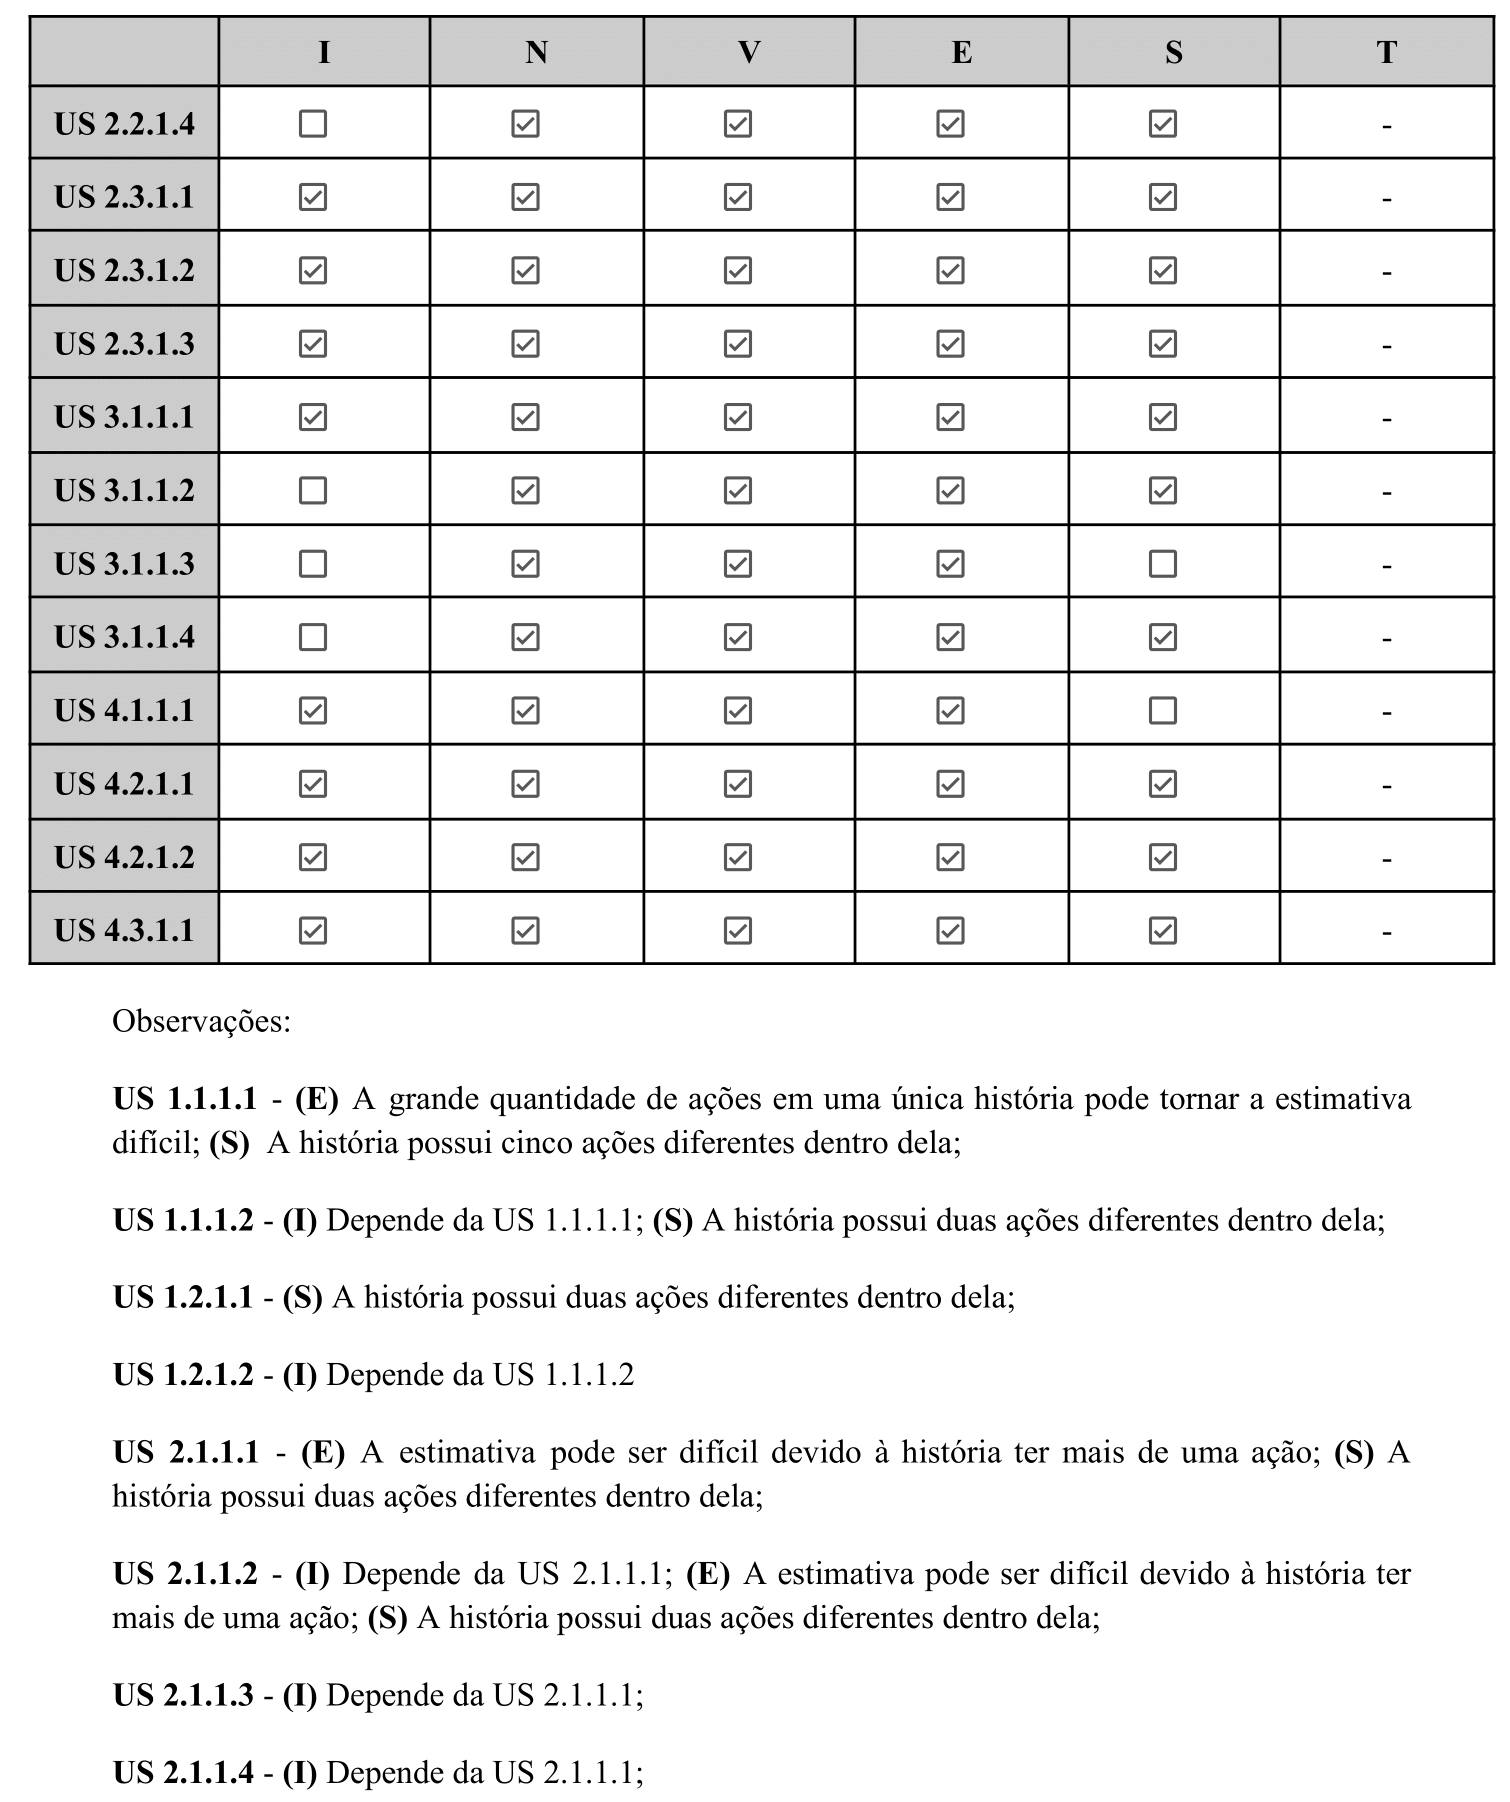 I N V E S T
US 2.2.1.4 ☐ ☑ ☑ ☑ ☑ -
US 2.3.1.1 ☑ ☑ ☑ ☑ ☑ -
US 2.3.1.2 ☑ ☑ ☑ ☑ ☑ -
US 2.3.1.3 ☑ ☑ ☑ ☑ ☑ -
US 3.1.1.1 ☑ ☑ ☑ ☑ ☑ -
US 3.1.1.2 ☐ ☑ ☑ ☑ ☑ -
US 3.1.1.3 ☐ ☑ ☑ ☑ ☐ -
US 3.1.1.4 ☐ ☑ ☑ ☑ ☑ -
US 4.1.1.1 ☑ ☑ ☑ ☑ ☐ -
US 4.2.1.1 ☑ ☑ ☑ ☑ ☑ -
US 4.2.1.2 ☑ ☑ ☑ ☑ ☑ -
US 4.3.1.1 ☑ ☑ ☑ ☑ ☑ -
Observações:
US 1.1.1.1 - (E) A grande quantidade de ações em uma única história pode tornar a estimativa
difícil; (S) A história possui cinco ações diferentes dentro dela;
US 1.1.1.2 - (I) Depende da US 1.1.1.1; (S) A história possui duas ações diferentes dentro dela;
US 1.2.1.1 - (S) A história possui duas ações diferentes dentro dela;
US 1.2.1.2 - (I) Depende da US 1.1.1.2
US 2.1.1.1 - (E) A estimativa pode ser difícil devido à história ter mais de uma ação; (S) A
história possui duas ações diferentes dentro dela;
US 2.1.1.2 - (I) Depende da US 2.1.1.1; (E) A estimativa pode ser difícil devido à história ter
mais de uma ação; (S) A história possui duas ações diferentes dentro dela;
US 2.1.1.3 - (I) Depende da US 2.1.1.1;
US 2.1.1.4 - (I) Depende da US 2.1.1.1;